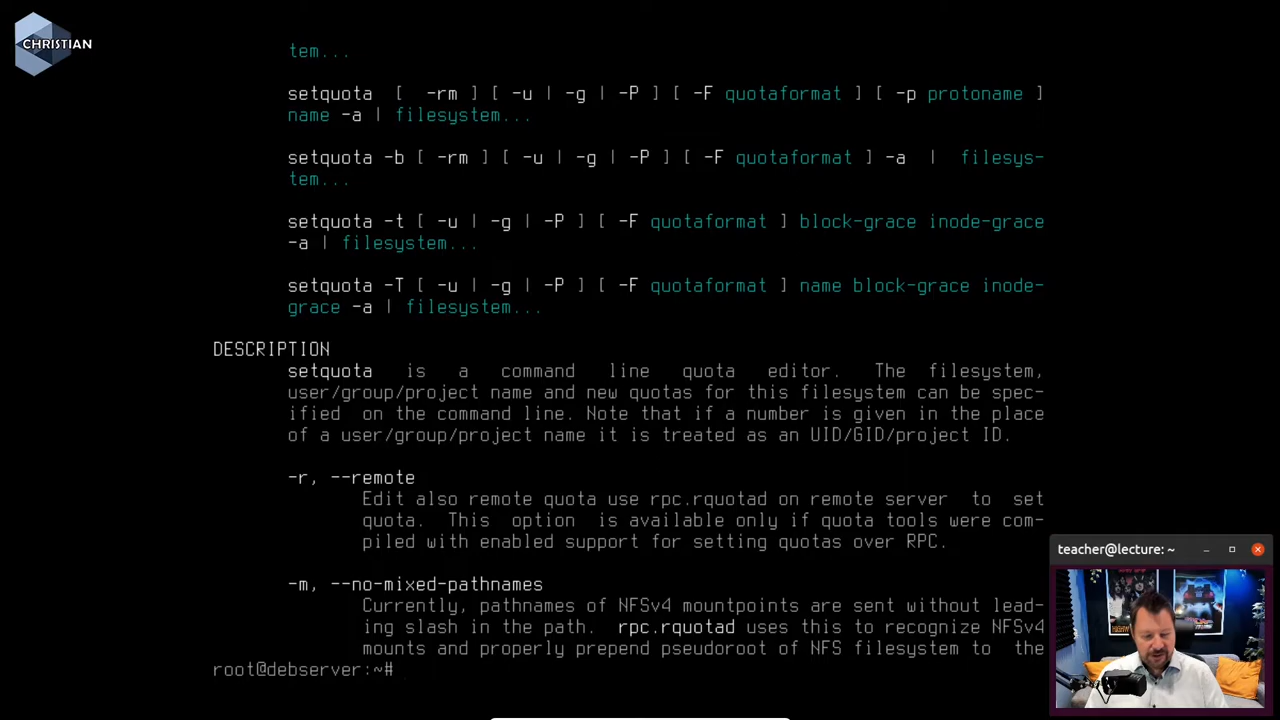 CHRISTIAN
tem...
setquota [ -rm ] [ -u | -g | -P ] [ -F quotaformat ] [ -p protoname ]
name -a | filesystem...
setquota -b [ -rm ] [ -u | -g | -P ] [ -F quotaformat ] -a | filesys-
tem...
setquota -t [ -u | -g | -P ] [ -F quotaformat ] block-grace inode-grace
-a | filesystem...
setquota -T [ -u | -g | -P ] [ -F quotaformat ] name block-grace inode-
grace -a | filesystem...
DESCRIPTION
setquota is a command line quota editor. The filesystem,
user/group/project name and new quotas for this filesystem can be spec-
ified on the command line. Note that if a number is given in the place
of a user/group/project name it is treated as an UID/GID/project ID.
-r, --remote
Edit also remote quota use rpc.rquotad on remote server to set
quota. This option is available only if quota tools were com-
piled with enabled support for setting quotas over RPC.
-m, --no-mixed-pathnames
Currently, pathnames of NFSv4 mountpoints are sent without lead-
ing slash in the path. rpc.rquotad uses this to recognize NFSv4
mounts and properly prepend pseudoroot of NFS filesystem to the
root@debserver:~#
teacher@lecture: ~